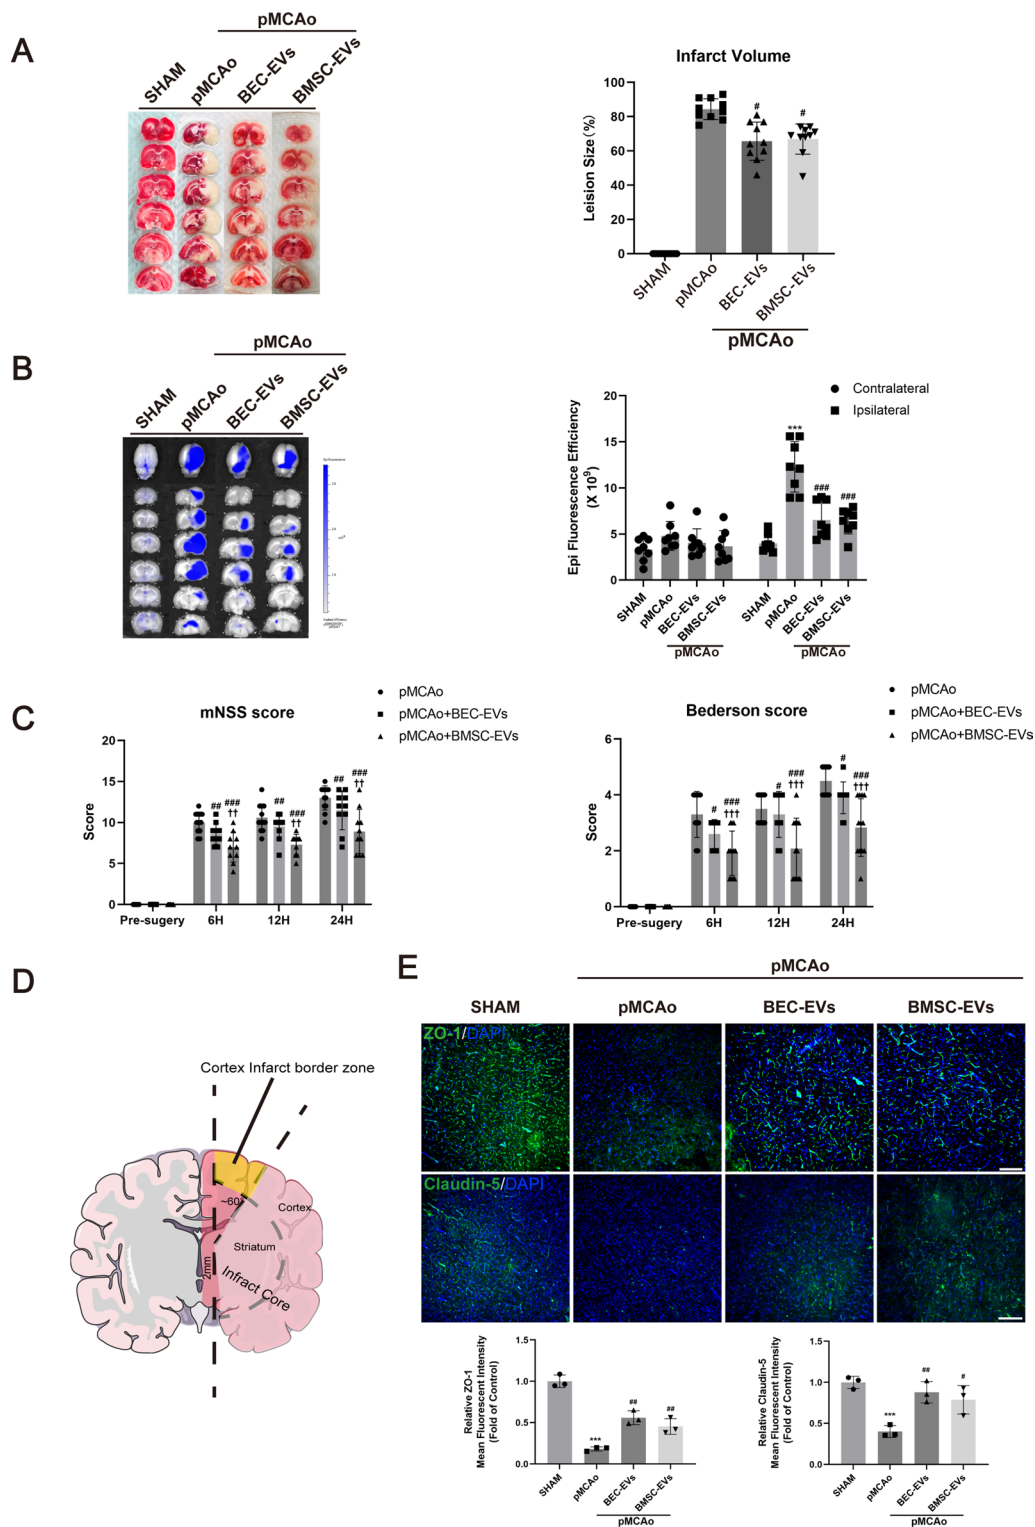 A
pMCAo
SHAM
pMCAo
BEC-EVs
BMSC-EVs
Infarct Volume
Leision Size(%)
100
80
60
40
20
0
#
#
SHAM
pMCAo
BEC-EVs
BMSC-EVs
pMCAo
B
pMCAo
SHAM
pMCAo
BEC-EVs
BMSC-EVs
Contralateral
Ipsilateral
Epi Fluorescence Efficiency
(X 10⁹)
20
15
10
5
0
***
###
###
SHAM
pMCAo
BEC-EVs
BMSC-EVs
SHAM
pMCAo
BEC-EVs
BMSC-EVs
pMCAo
pMCAo
C
mNSS score
pMCAo
pMCAo+BEC-EVs
pMCAo+BMSC-EVs
Score
20
15
10
5
0
##
###
††
##
###
††
##
###
††
Pre-sugery
6H
12H
24H
Bederson score
pMCAo
pMCAo+BEC-EVs
pMCAo+BMSC-EVs
Score
6
4
2
0
#
###
†††
#
###
†††
#
###
†††
Pre-sugery
6H
12H
24H
D
Cortex Infarct border zone
~60°
Cortex
Striatum
2mm
Infract Core
E
pMCAo
SHAM
pMCAo
BEC-EVs
BMSC-EVs
ZO-1/DAPI
Claudin-5/DAPI
Relative ZO-1
Mean Fluorescent Intensity
(Fold of Control)
1.5
1.0
0.5
0.0
***
##
##
SHAM
pMCAo
BEC-EVs
BMSC-EVs
pMCAo
Relative Claudin-5
Mean Fluorescent Intensity
(Fold of Control)
1.5
1.0
0.5
0.0
***
##
#
SHAM
pMCAo
BEC-EVs
BMSC-EVs
pMCAo